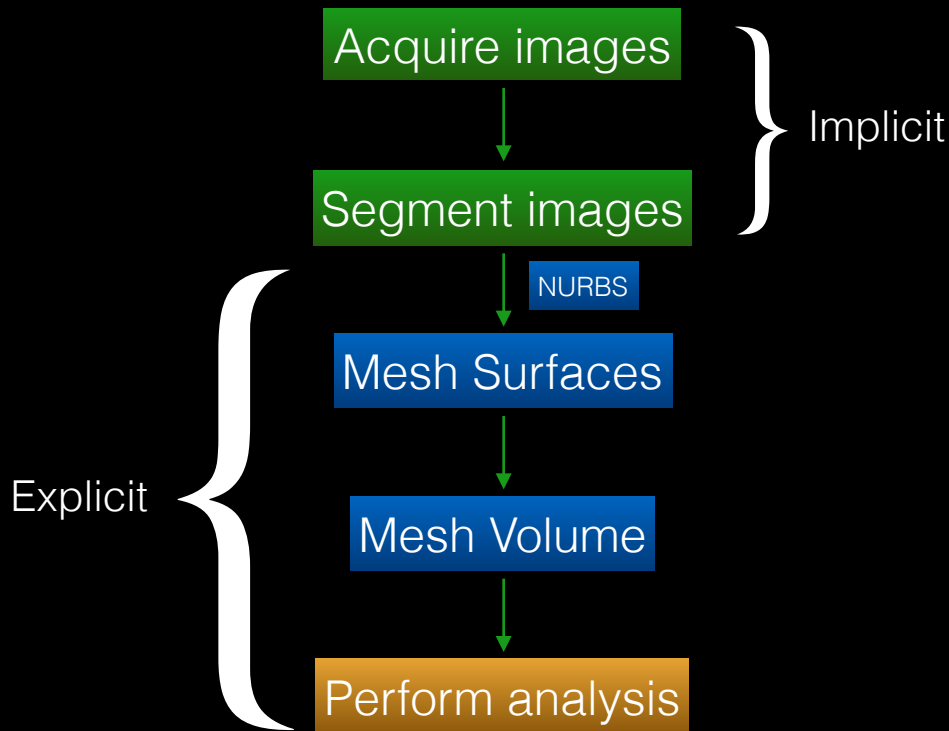 Acquire images
Implicit
Segment images
NURBS
Mesh Surfaces
Explicit
Mesh Volume
Perform analysis